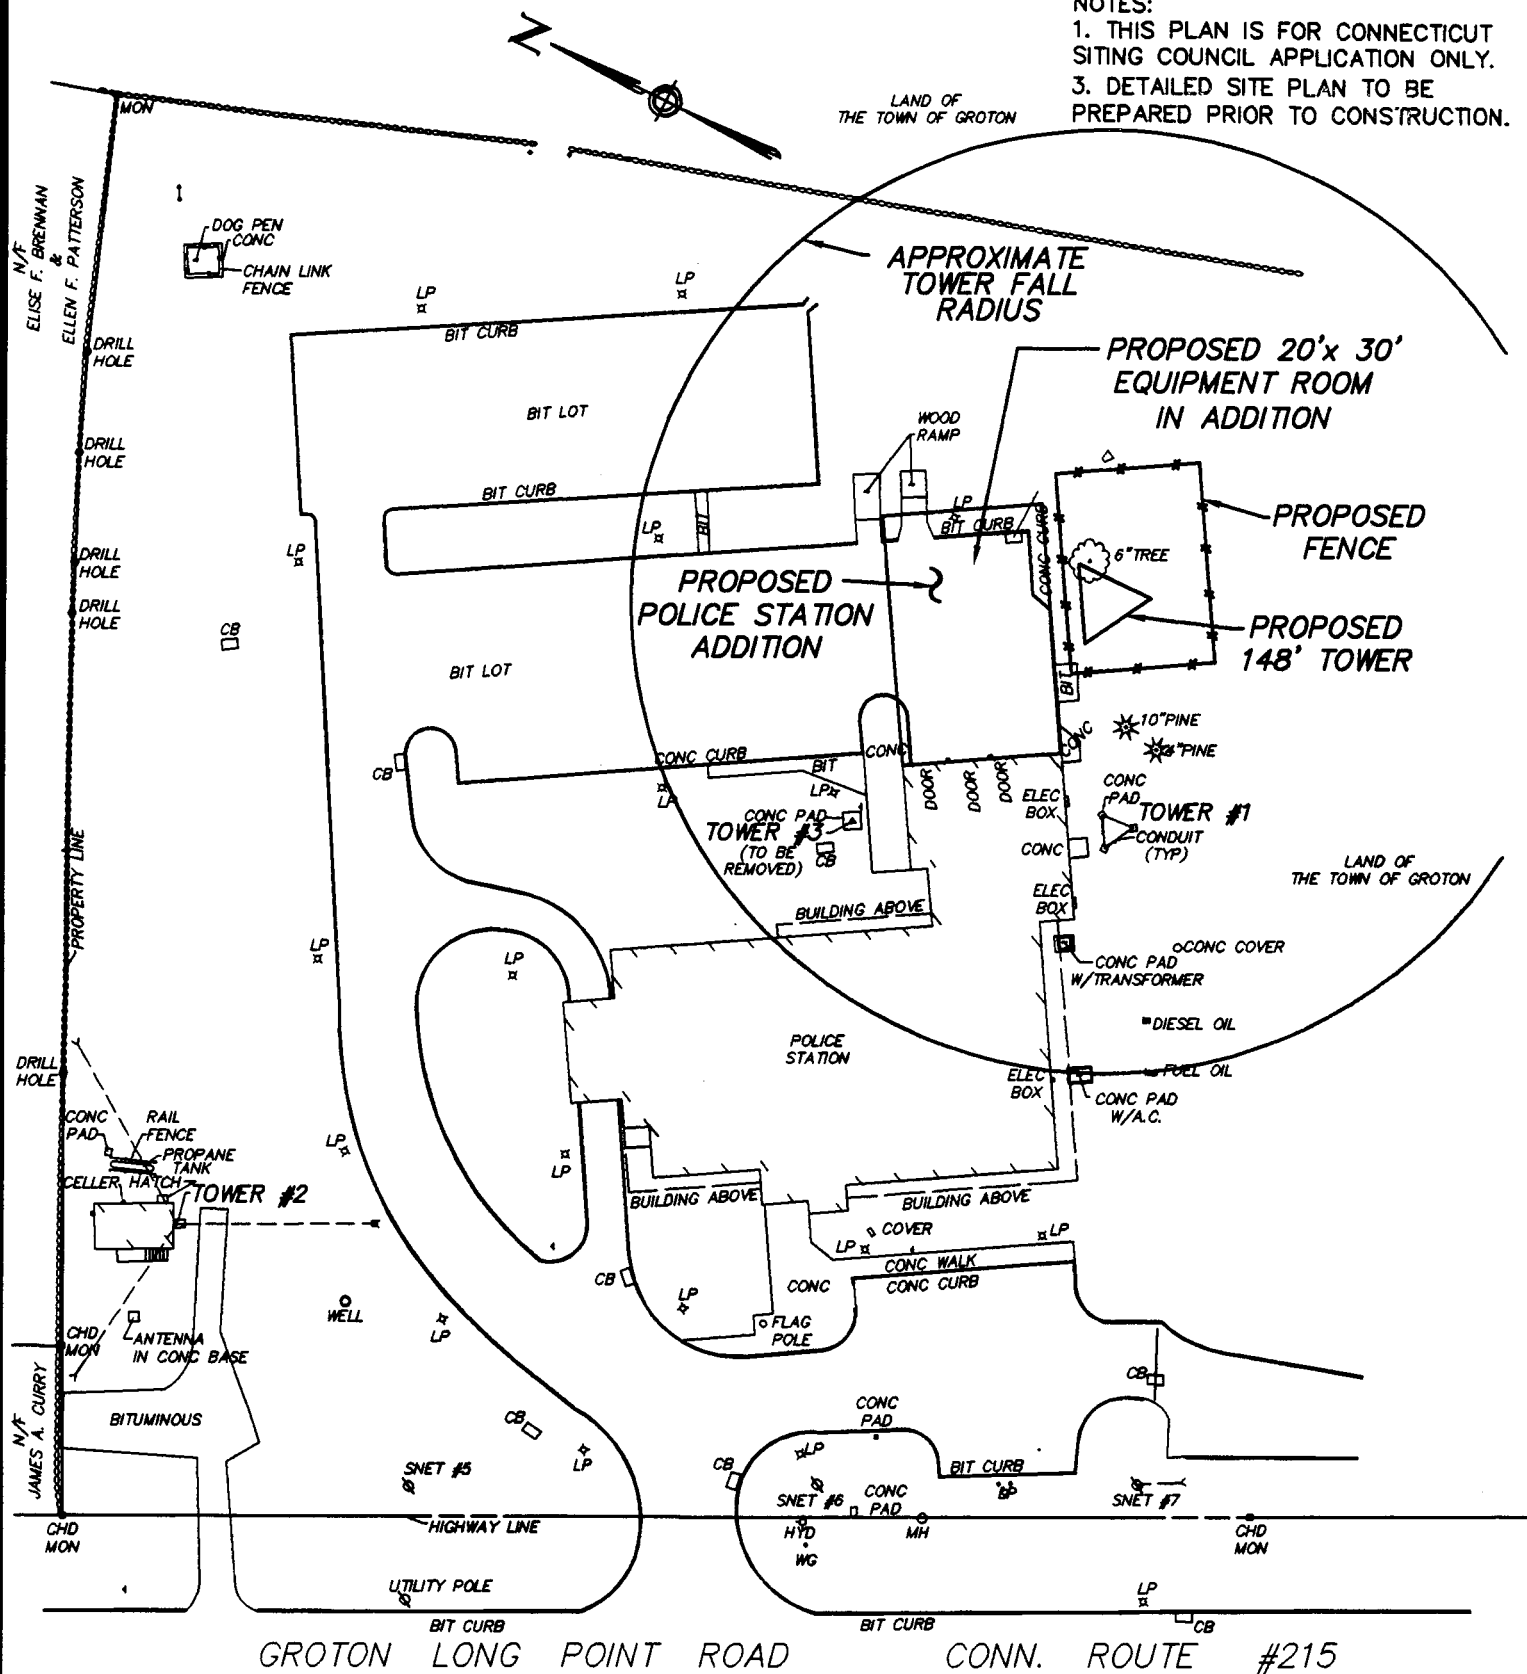 NOTES:
1. THIS PLAN IS FOR CONNECTICUT
SITING COUNCIL APPLICATION ONLY.
3. DETAILED SITE PLAN TO BE
PREPARED PRIOR TO CONSTRUCTION.
N
LAND OF
THE TOWN OF GROTON
MON
N/F
ELISE F. BRENNAN
&
ELLEN F. PATTERSON
DOG PEN
CONC
CHAIN LINK
FENCE
APPROXIMATE
TOWER FALL
RADIUS
LP
LP
BIT CURB
DRILL
HOLE
PROPOSED 20'x 30'
EQUIPMENT ROOM
IN ADDITION
BIT LOT
WOOD
RAMP
DRILL
HOLE
BIT CURB
LP
BIT
LP
BIT CURB
CONC CURB
PROPOSED
FENCE
LP
DRILL
HOLE
6"TREE
PROPOSED
POLICE STATION
ADDITION
DRILL
HOLE
CB
PROPOSED
148' TOWER
BIT LOT
BIT
10"PINE
"PINE
CONC
CONC CURB
CONC
BIT
CB
LP
LP
DOOR
DOOR
DOOR
ELEC
BOX
CONC
PAD
TOWER #1
CONC PAD
TOWER #3
(TO BE
REMOVED)
CB
CONDUIT
(TYP)
CONC
LAND OF
THE TOWN OF GROTON
PROPERTY LINE
ELEC
BOX
BUILDING ABOVE
LP
LP
CONC COVER
CONC PAD
W/TRANSFORMER
DIESEL OIL
POLICE
STATION
DRILL
HOLE
ELEC
BOX
FUEL OIL
CONC PAD
W/A.C.
CONC
PAD
RAIL
FENCE
PROPANE
TANK
CELLER HATCH
TOWER #2
LP
LP
BUILDING ABOVE
BUILDING ABOVE
COVER
LP
LP
CONC WALK
CONC CURB
CB
CONC
LP
WELL
LP
FLAG
POLE
CHD
MON
ANTENNA
IN CONC BASE
CB
N/F
JAMES A. CURRY
BITUMINOUS
CB
CONC
PAD
LP
LP
CB
BIT CURB
SNET #5
SNET #6
CONC
PAD
BP
SNET #7
CHD
MON
HIGHWAY LINE
HYD
MH
CHD
MON
WG
UTILITY POLE
LP
BIT CURB
BIT CURB
CB
GROTON LONG POINT ROAD CONN. ROUTE #215